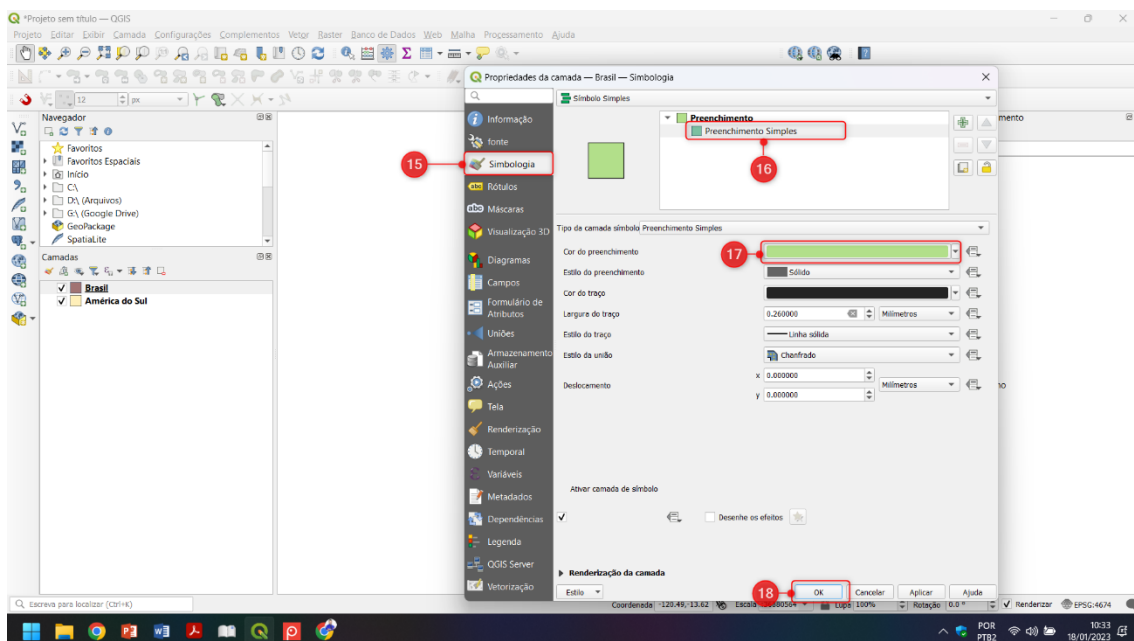 *Projeto sem título — QGIS
Projeto Editar Exibir Camada Configurações Complementos Vetor Raster Banco de Dados Web Malha Processamento Ajuda
12 px
Navegador
Favoritos
Favoritos Espaciais
Início
C:\
D:\ (Arquivos)
G:\ (Google Drive)
GeoPackage
SpatiaLite
Camadas
Brasil
América do Sul
Propriedades da camada — Brasil — Simbologia
Informação
fonte
15
Simbologia
Rótulos
Máscaras
Visualização 3D
Diagramas
Campos
Formulário de
Atributos
Uniões
Armazenamento
Auxiliar
Ações
Tela
Renderização
Temporal
Variáveis
Metadados
Dependências
Legenda
QGIS Server
Vetorização
Símbolo Simples
Preenchimento
Preenchimento Simples
16
Tipo da camada símbolo Preenchimento Simples
Cor do preenchimento
17
Estilo do preenchimento Sólido
Cor do traço
Largura do traço 0.260000 Milímetros
Estilo do traço Linha sólida
Estilo da união Chanfrado
Deslocamento x 0.000000 Milímetros
y 0.000000
Ativar camada de símbolo
Desenhe os efeitos
Renderização da camada
Estilo 18 OK Cancelar Aplicar Ajuda
mento
Escreva para localizar (Ctrl+K) Coordenada -120.49,-13.62 Escala Lupa 100% Rotação 0.0 ° Renderizar EPSG:4674
POR
PTB2
10:33
18/01/2023